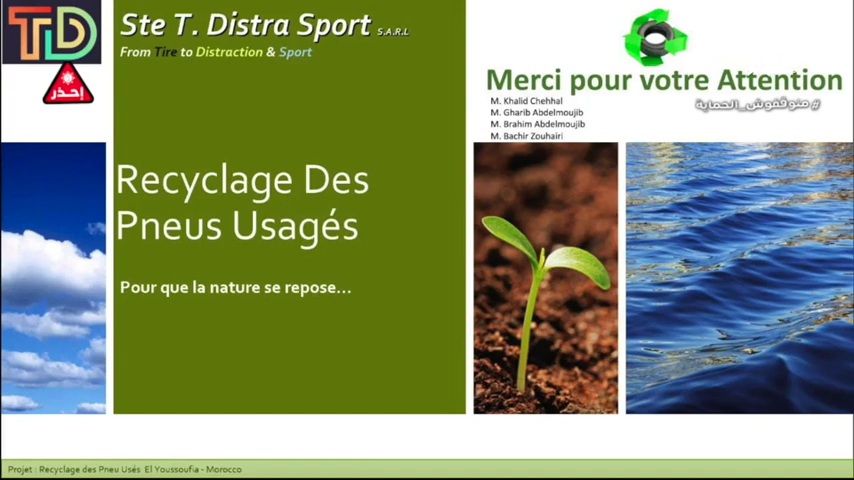 TD
إحذر
Ste T. Distra Sport S.A.R.L
From Tire to Distraction & Sport
Merci pour votre Attention
M. Khalid Chehhal
M. Gharib Abdelmoujib
M. Brahim Abdelmoujib
M. Bachir Zouhairi
#منوقفوش_الحماية
Recyclage Des
Pneus Usagés
Pour que la nature se repose...
Projet : Recyclage des Pneu Usés El Youssoufia - Morocco